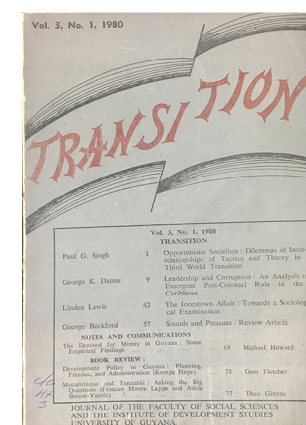 Vol. 3, No. 1, 1980
TRANSITION
Vol. 3, No. 1, 1980
TRANSITION
Paul G. Singh 1 Opportunistic Socialism : Dilemmas of Inter-
relationships of Tactics and Theory in
Third World Transition
George K. Danns 9 Leadership and Corruption : An Analysis
Emergent Post-Colonial Role in the
Caribbean
Linden Lewis 42 The Jonestown Affair : Towards a Sociolog
cal Examination
George Beckford 57 Sounds and Pressure : Review Article
NOTES AND COMMUNICATIONS
The Demand for Money in Guyana : Some
Empirical Findings 69 Michael Howard
BOOK REVIEW :
Development Policy in Guyana : Planning,
Finance, and Administration (Kempe Hope) 75 Gam Fletcher
Mozambique and Tanzania : Asking the Big
Questions (Frances Moore Lappe and Adele
Beccar-Varela) 77 Theo Gittens
JOURNAL OF THE FACULTY OF SOCIAL SCIENCES
AND THE INSTITUTE OF DEVELOPMENT STUDIES
UNIVERSITY OF GUYANA